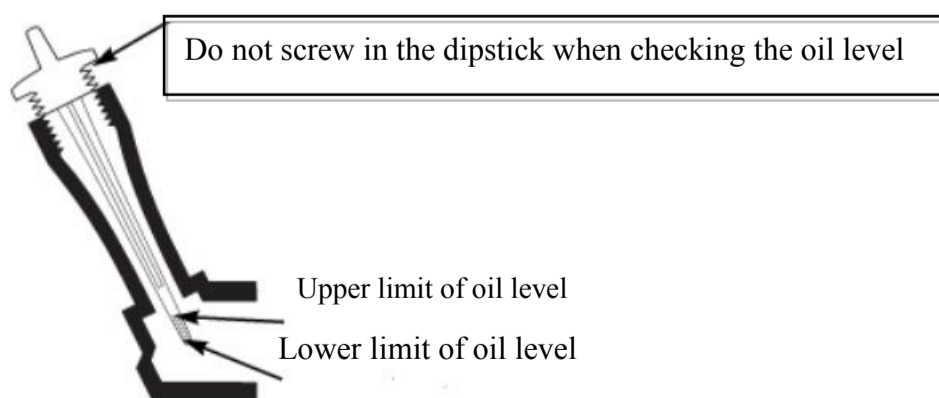 Do not screw in the dipstick when checking the oil level
Upper limit of oil level
Lower limit of oil level